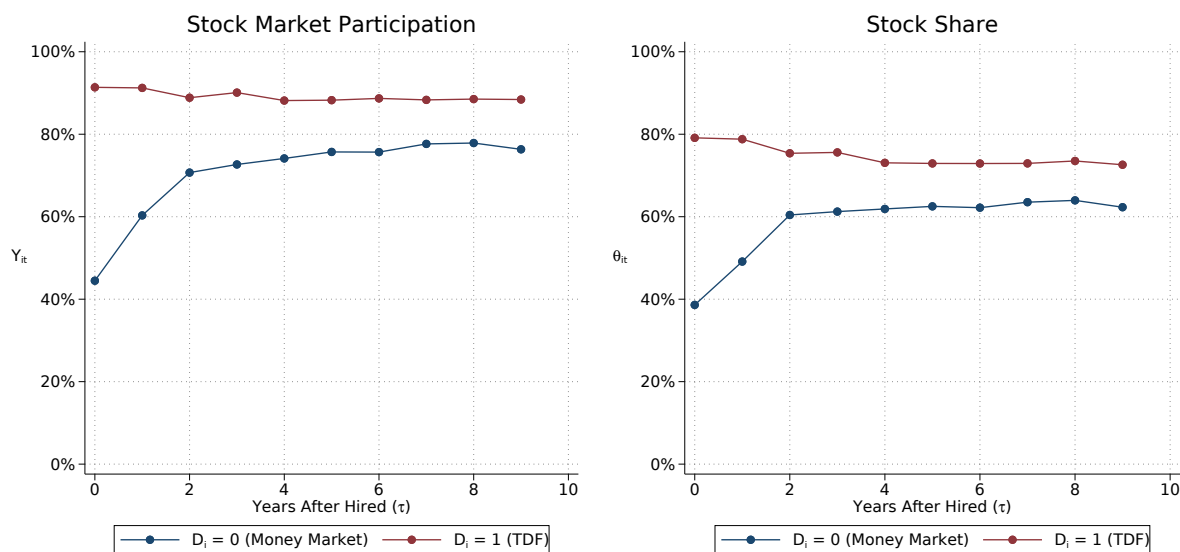 Stock Market Participation
100%
80%
60%
Y_it
40%
20%
0%
0 2 4 6 8 10
Years After Hired (τ)
D_i = 0 (Money Market) D_i = 1 (TDF)
Stock Share
100%
80%
60%
θ_it
40%
20%
0%
0 2 4 6 8 10
Years After Hired (τ)
D_i = 0 (Money Market) D_i = 1 (TDF)